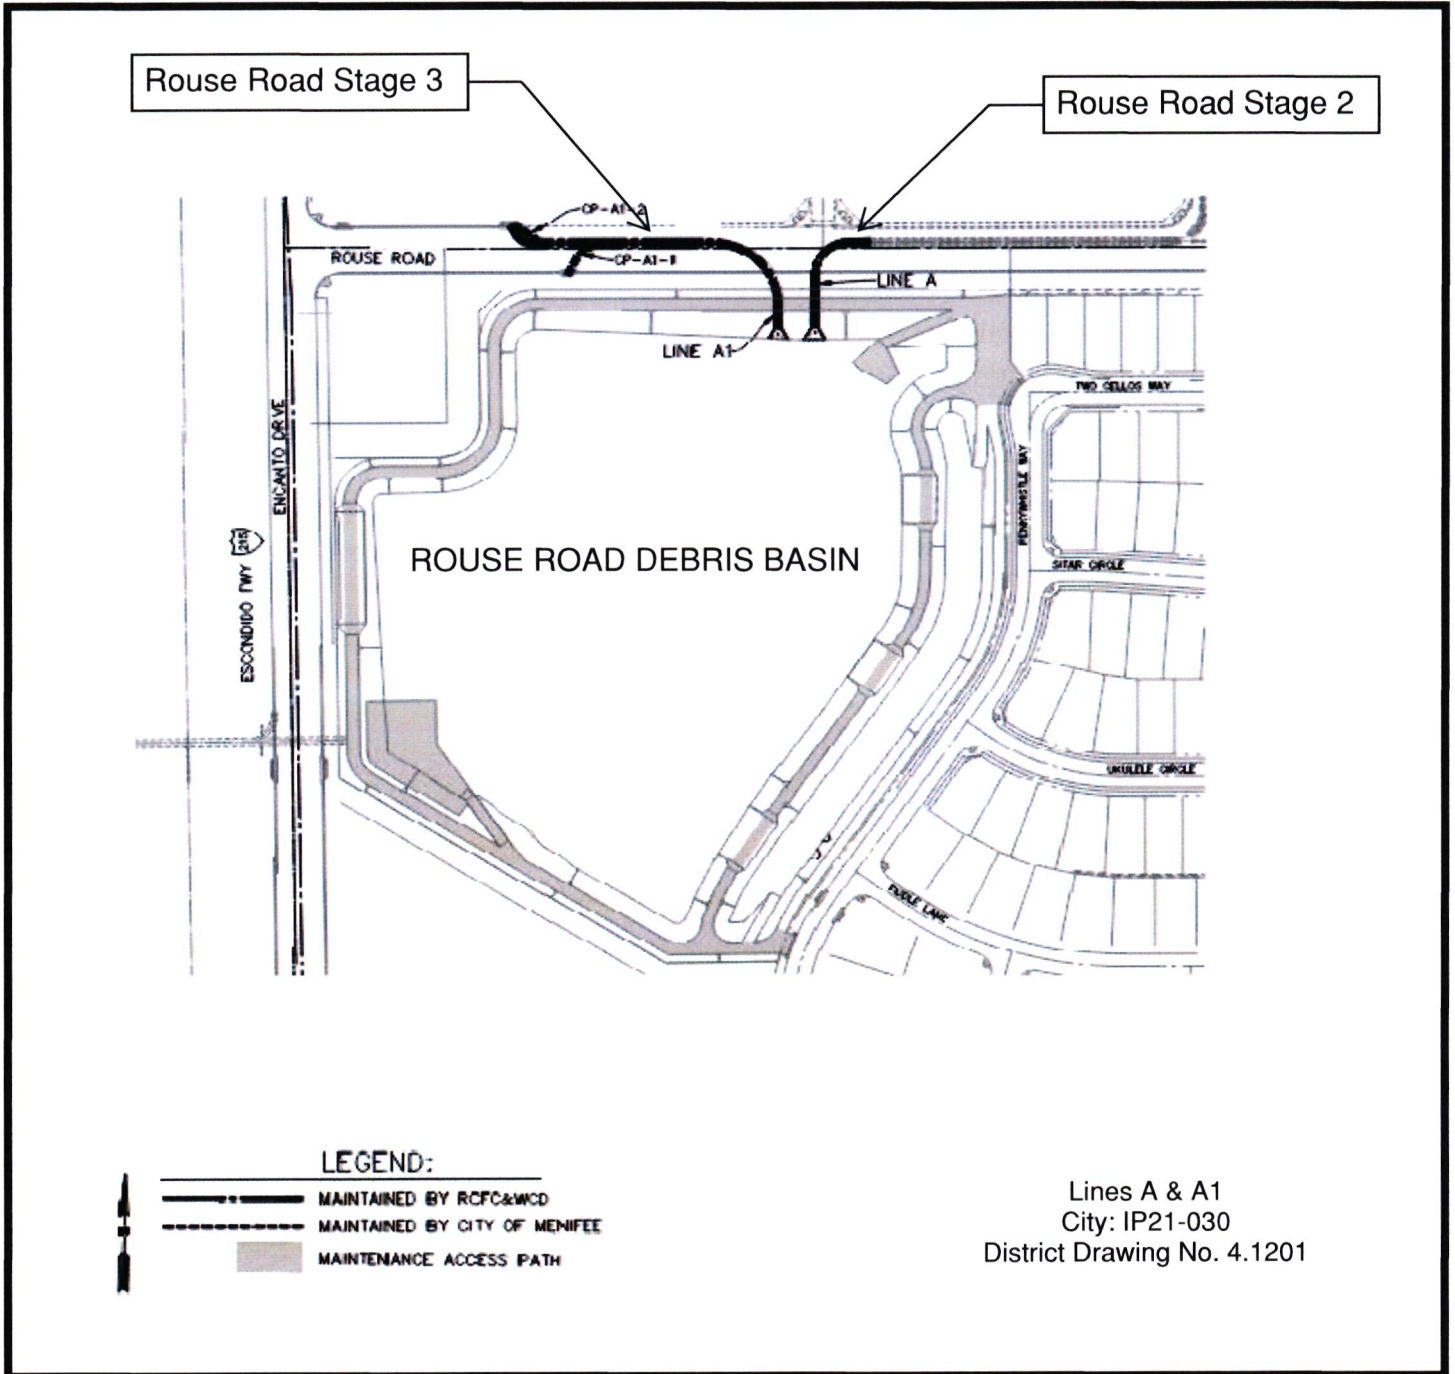 Rouse Road Stage 3
Rouse Road Stage 2
CP-A1-2
ROUSE ROAD
CP-A1-1
LINE A
LINE A1
TWO CELLOS WAY
ENCANTO DRIVE
PENNYWHISTLE WAY
ROUSE ROAD DEBRIS BASIN
215
ESCONDIDO FWY
SITAR CIRCLE
UKULELE CIRCLE
FIDDLE LANE
LEGEND:
MAINTAINED BY RCFC&WCD
MAINTAINED BY CITY OF MENIFEE
MAINTENANCE ACCESS PATH
Lines A & A1
City: IP21-030
District Drawing No. 4.1201